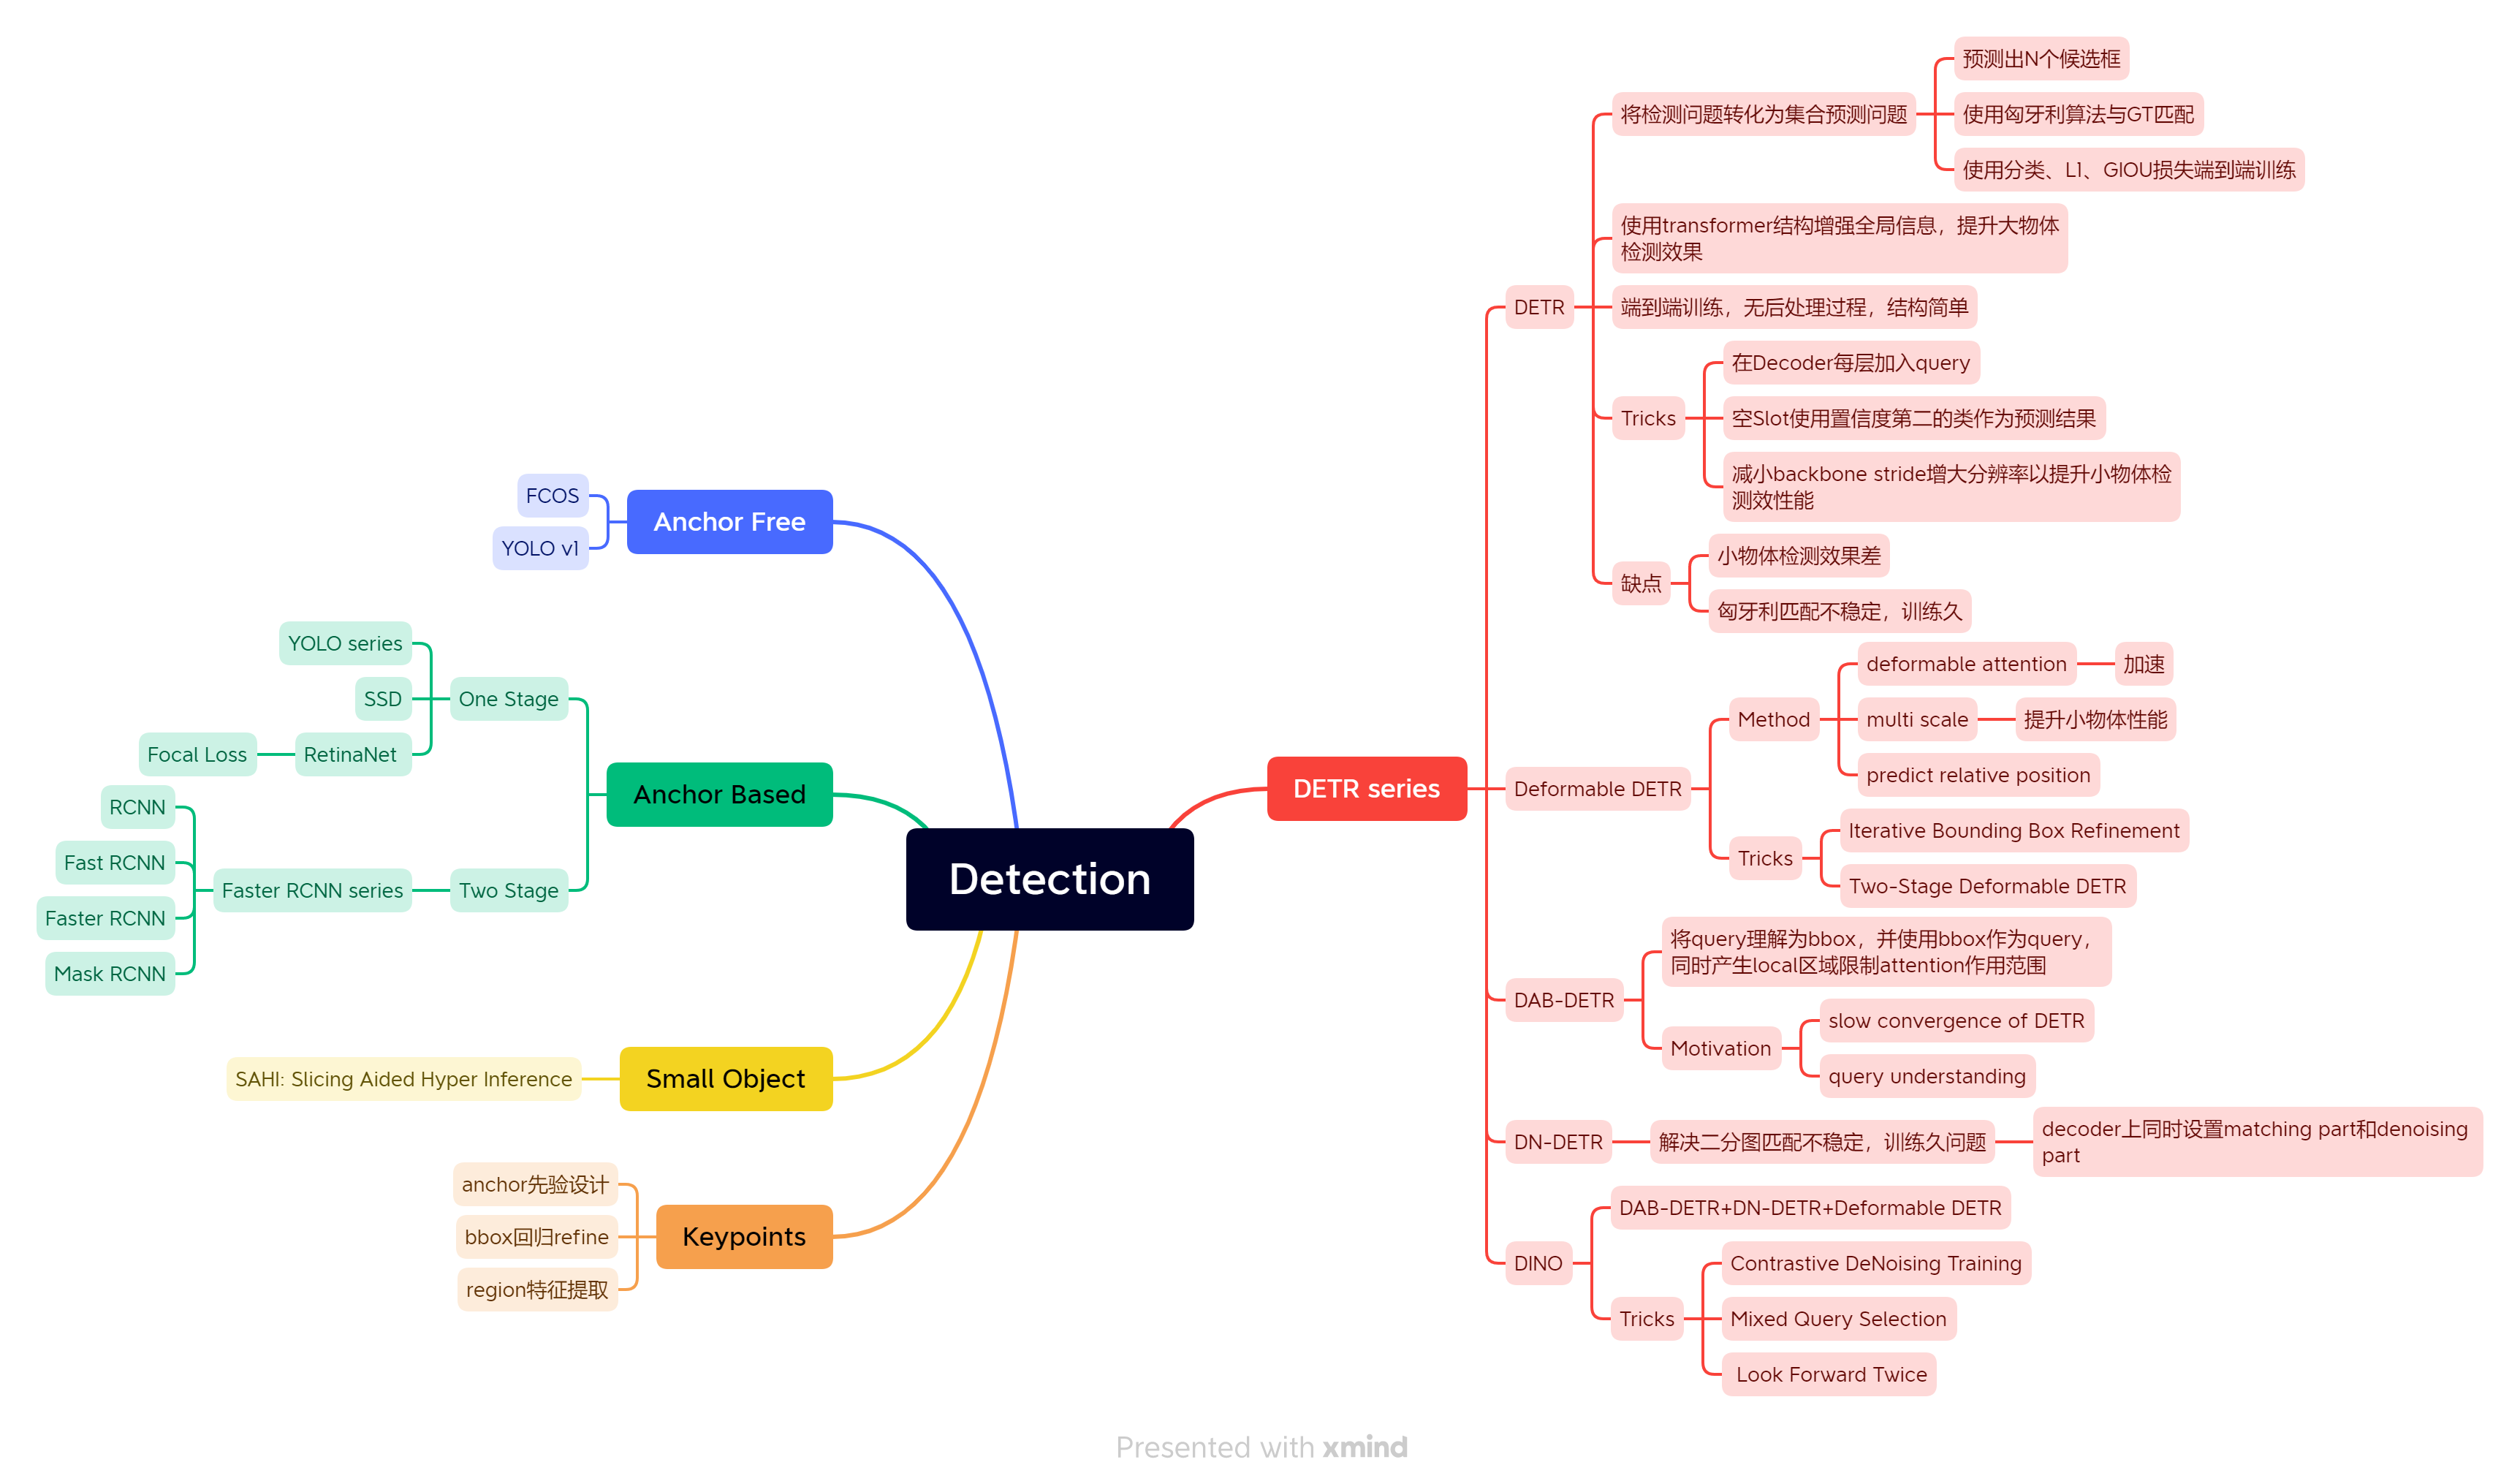 Detection
Anchor Free
FCOS
YOLO v1
Anchor Based
One Stage
YOLO series
SSD
RetinaNet
Focal Loss
Two Stage
Faster RCNN series
RCNN
Fast RCNN
Faster RCNN
Mask RCNN
Small Object
SAHI: Slicing Aided Hyper Inference
Keypoints
anchor先验设计
bbox回归refine
region特征提取
DETR series
DETR
将检测问题转化为集合预测问题
预测出N个候选框
使用匈牙利算法与GT匹配
使用分类、L1、GIOU损失端到端训练
使用transformer结构增强全局信息，提升大物体
检测效果
端到端训练，无后处理过程，结构简单
Tricks
在Decoder每层加入query
空Slot使用置信度第二的类作为预测结果
减小backbone stride增大分辨率以提升小物体检
测效性能
缺点
小物体检测效果差
匈牙利匹配不稳定，训练久
Deformable DETR
Method
deformable attention
加速
multi scale
提升小物体性能
predict relative position
Tricks
Iterative Bounding Box Refinement
Two-Stage Deformable DETR
DAB-DETR
将query理解为bbox，并使用bbox作为query，
同时产生local区域限制attention作用范围
Motivation
slow convergence of DETR
query understanding
DN-DETR
解决二分图匹配不稳定，训练久问题
decoder上同时设置matching part和denoising
part
DINO
DAB-DETR+DN-DETR+Deformable DETR
Tricks
Contrastive DeNoising Training
Mixed Query Selection
Look Forward Twice
Presented with xmind